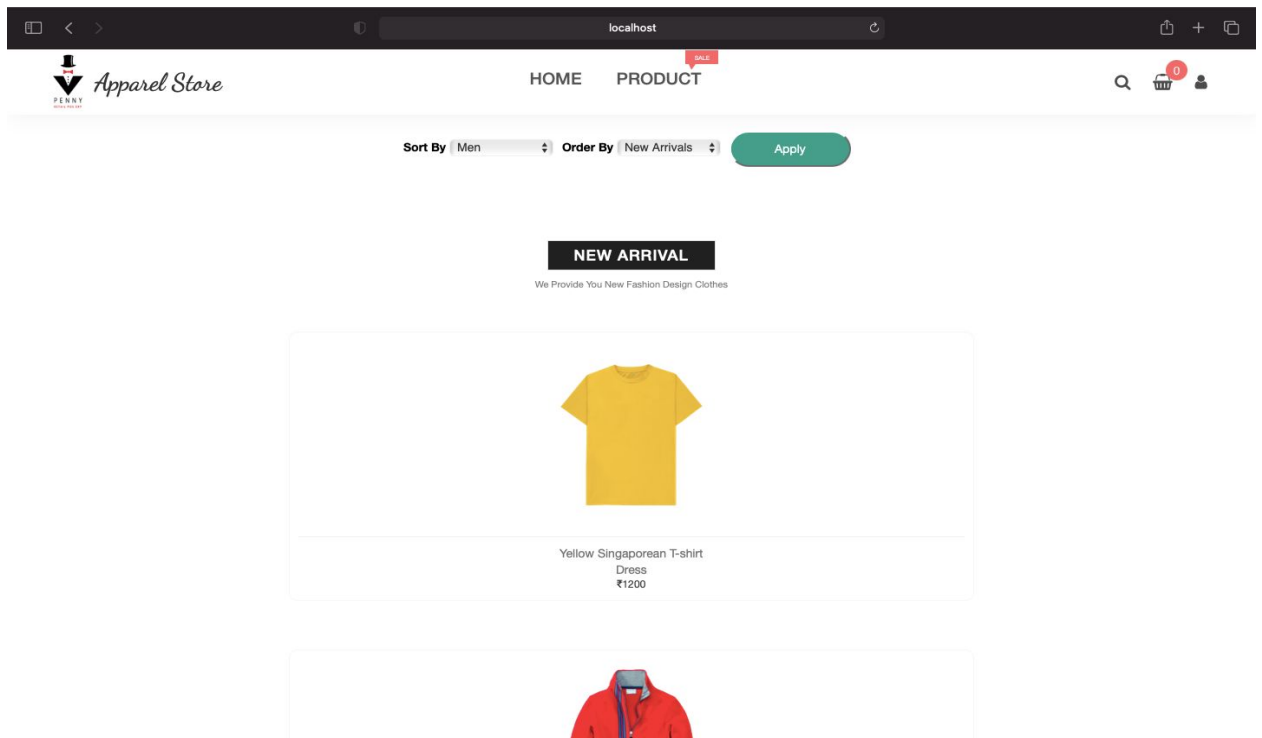 localhost
SALE
PENNY
Apparel Store
HOME PRODUCT
0
Sort By Men Order By New Arrivals Apply
NEW ARRIVAL
We Provide You New Fashion Design Clothes
Yellow Singaporean T-shirt
Dress
₹1200